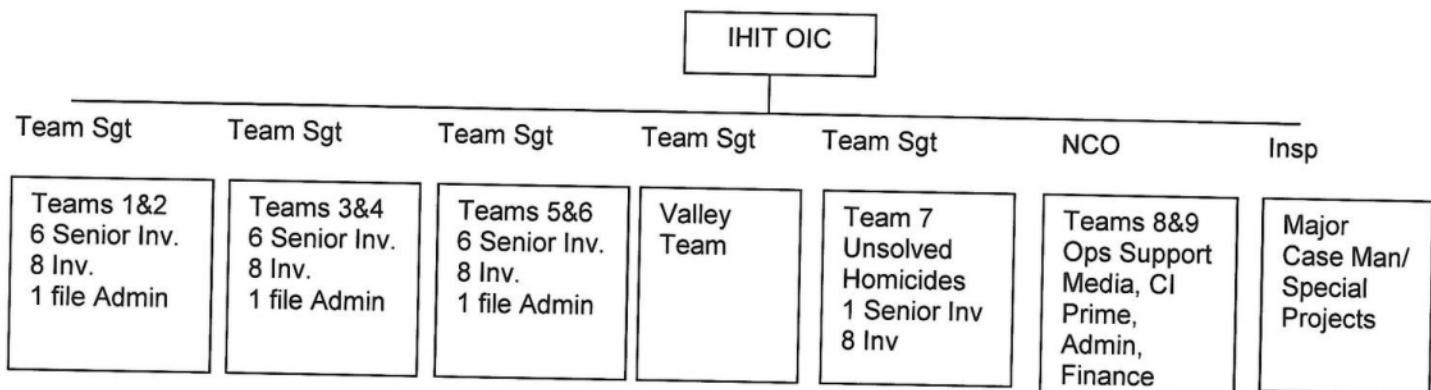 IHIT OIC
Team Sgt
Team Sgt
Team Sgt
Team Sgt
Team Sgt
NCO
Insp
Teams 1&2
6 Senior Inv.
8 Inv.
1 file Admin
Teams 3&4
6 Senior Inv.
8 Inv.
1 file Admin
Teams 5&6
6 Senior Inv.
8 Inv.
1 file Admin
Valley
Team
Team 7
Unsolved
Homicides
1 Senior Inv
8 Inv
Teams 8&9
Ops Support
Media, CI
Prime,
Admin,
Finance
Major
Case Man/
Special
Projects